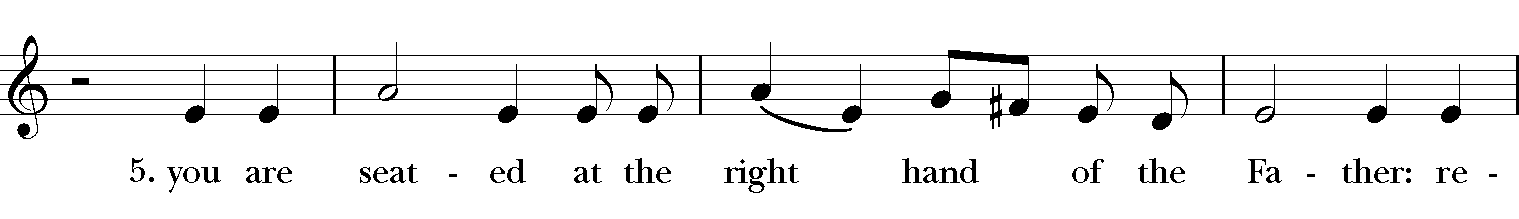 5. you are seat - ed at the right hand of the Fa - ther: re -